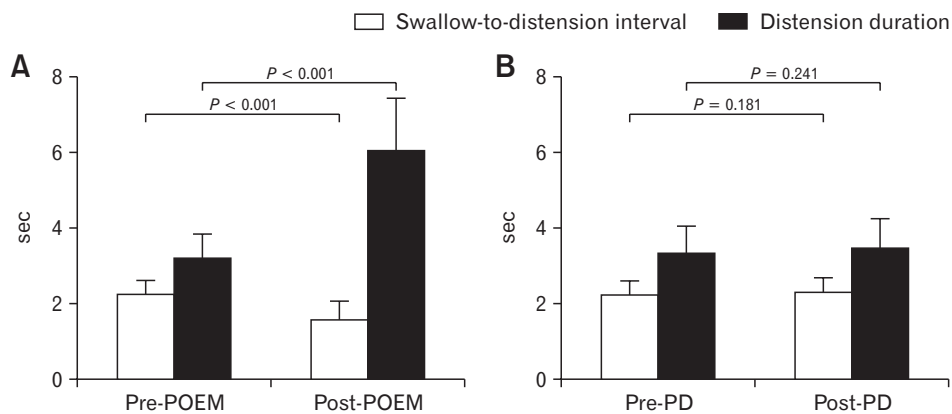 Swallow-to-distension interval Distension duration
A
B
8
6
4
2
0
sec
P < 0.001
P < 0.001
Pre-POEM Post-POEM
8
6
4
2
0
sec
P = 0.241
P = 0.181
Pre-PD Post-PD